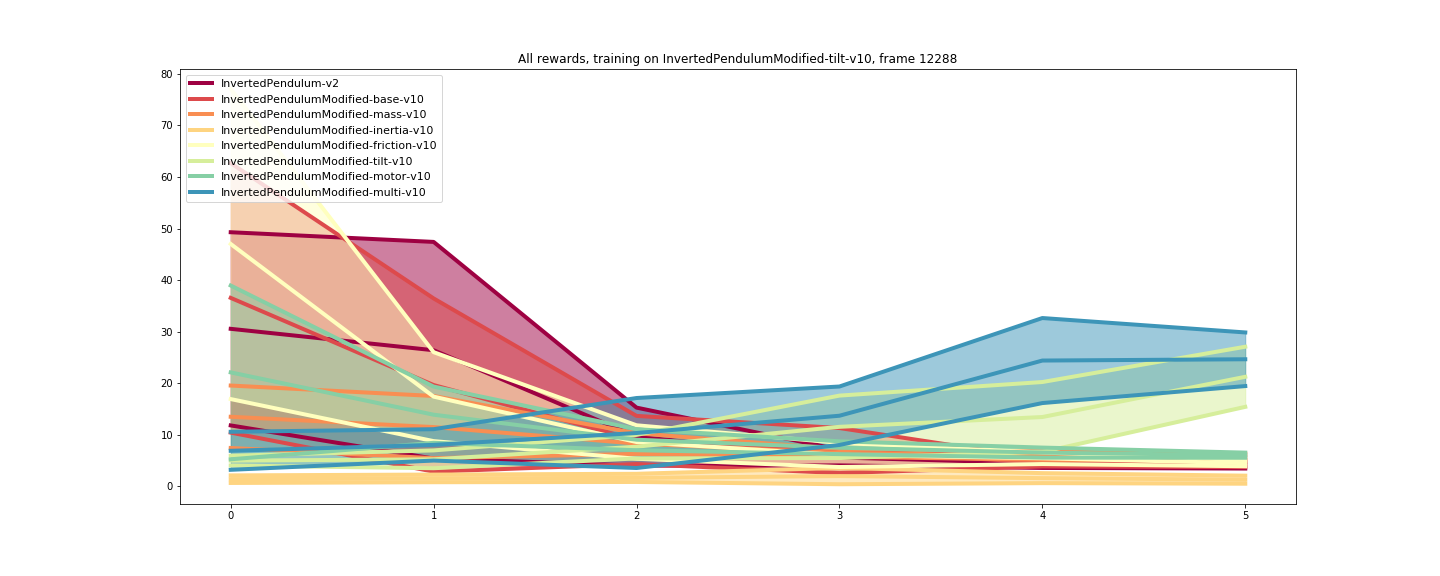 All rewards, training on InvertedPendulumModified-tilt-v10, frame 12288
80
70
60
50
40
30
20
10
0
InvertedPendulum-v2
InvertedPendulumModified-base-v10
InvertedPendulumModified-mass-v10
InvertedPendulumModified-inertia-v10
InvertedPendulumModified-friction-v10
InvertedPendulumModified-tilt-v10
InvertedPendulumModified-motor-v10
InvertedPendulumModified-multi-v10
0 1 2 3 4 5